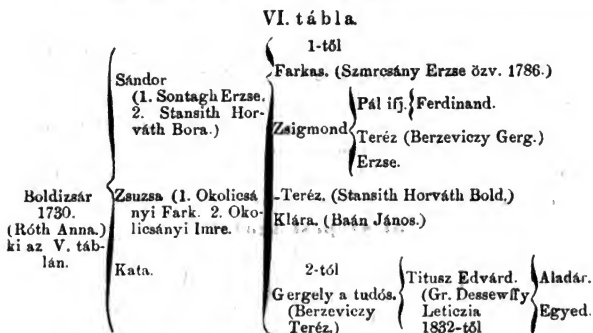 VI. tábla.
1-től
Farkas. (Szmrcsány Erzse özv. 1786.)
Sándor
(1. Sontagh Erzse.
2. Stansith Hor-
váth Bora.)
Zsigmond
Pál ifj. Ferdinand.
Teréz (Berzeviczy Gerg.)
Erzse.
Boldizsár
1730.
(Róth Anna.)
ki az V. táb-
lán.
Zsuzsa (1. Okolicsá
nyi Fark. 2. Oko-
licsányi Imre.
Kata.
Teréz. (Stansith Horváth Bold.)
Klára. (Baán János.)
2-tól
Gergely a tudós.
(Berzeviczy
Teréz.)
Titusz Edvárd.
(Gr. Dessewffy
Leticzia
1832-től
Aladár.
Egyed.